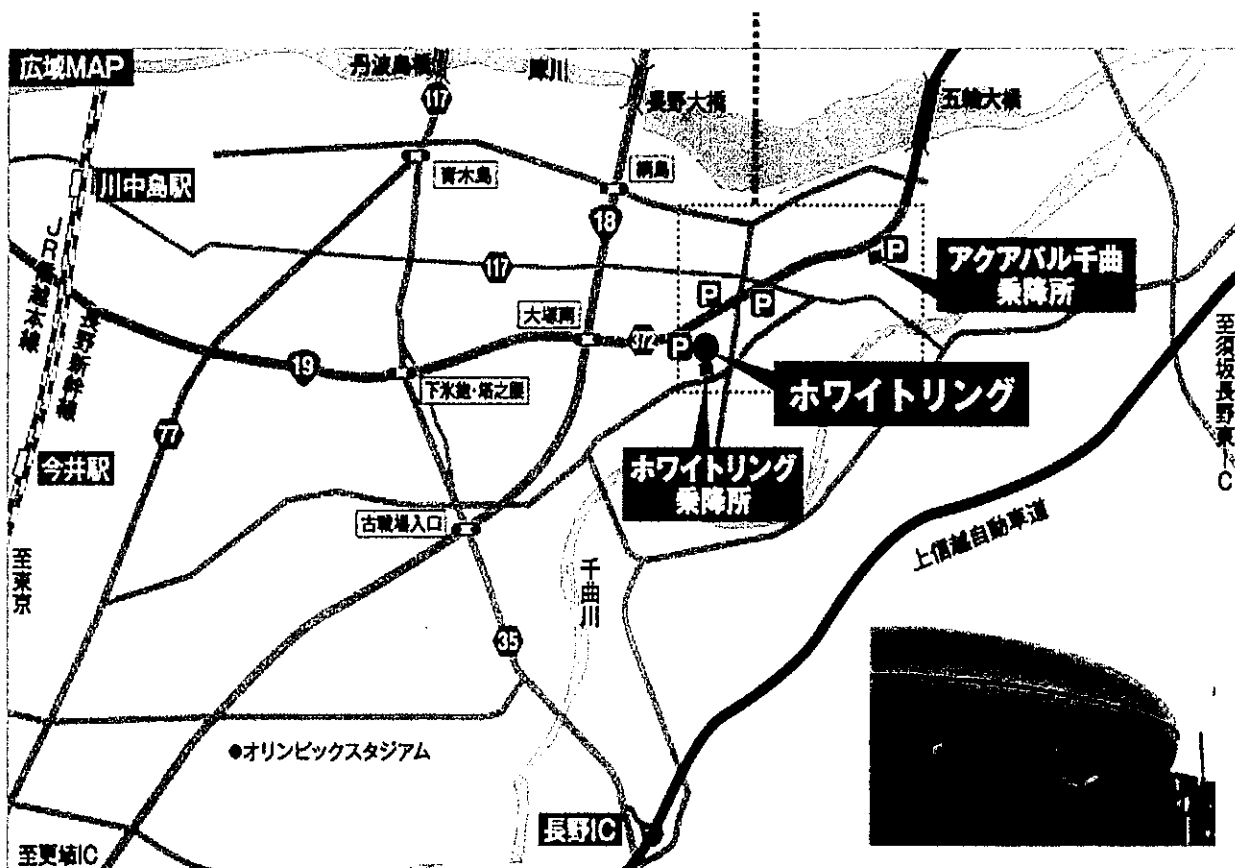 広域MAP
丹波島橋
犀川
長野大橋
五輪大橋
117
青木島
綱島
川中島駅
18
JR信越本線
長野新幹線
117
P
アクアパル千曲
乗降所
P
P
大塚南
372
P
19
下氷鉋・塔之腰
ホワイトリング
至須坂長野東IC
77
今井駅
ホワイトリング
乗降所
古戦場入口
上信越自動車道
至東京
千曲川
35
●オリンピックスタジアム
長野IC
至更埴IC